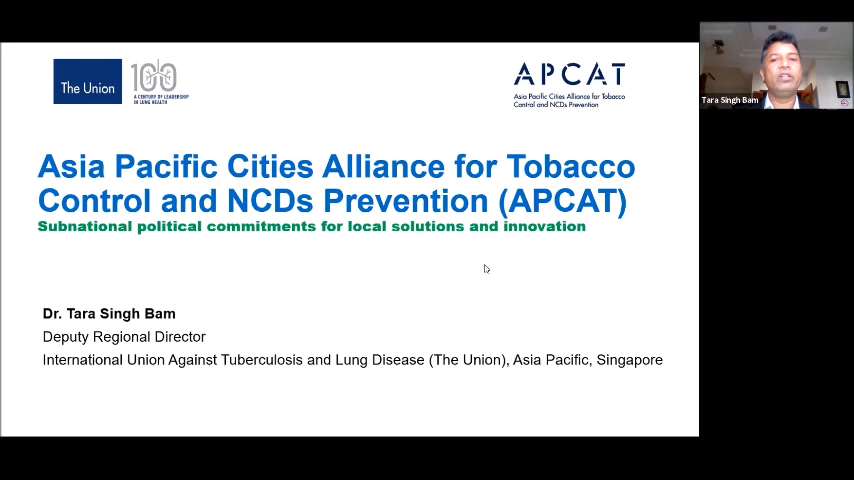 The Union
100
A CENTURY OF LEADERSHIP
IN LUNG HEALTH
APCAT
Asia Pacific Cities Alliance for Tobacco
Control and NCDs Prevention
Tara Singh Bam
Asia Pacific Cities Alliance for Tobacco
Control and NCDs Prevention (APCAT)
Subnational political commitments for local solutions and innovation
Dr. Tara Singh Bam
Deputy Regional Director
International Union Against Tuberculosis and Lung Disease (The Union), Asia Pacific, Singapore